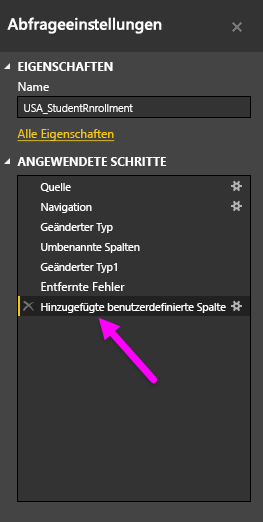 Abfrageeinstellungen
EIGENSCHAFTEN
Name
USA_StudentRnrollment
Alle Eigenschaften
ANGEWENDETE SCHRITTE
Quelle
Navigation
Geänderter Typ
Umbenannte Spalten
Geänderter Typ1
Entfernte Fehler
Hinzugefügte benutzerdefinierte Spalte